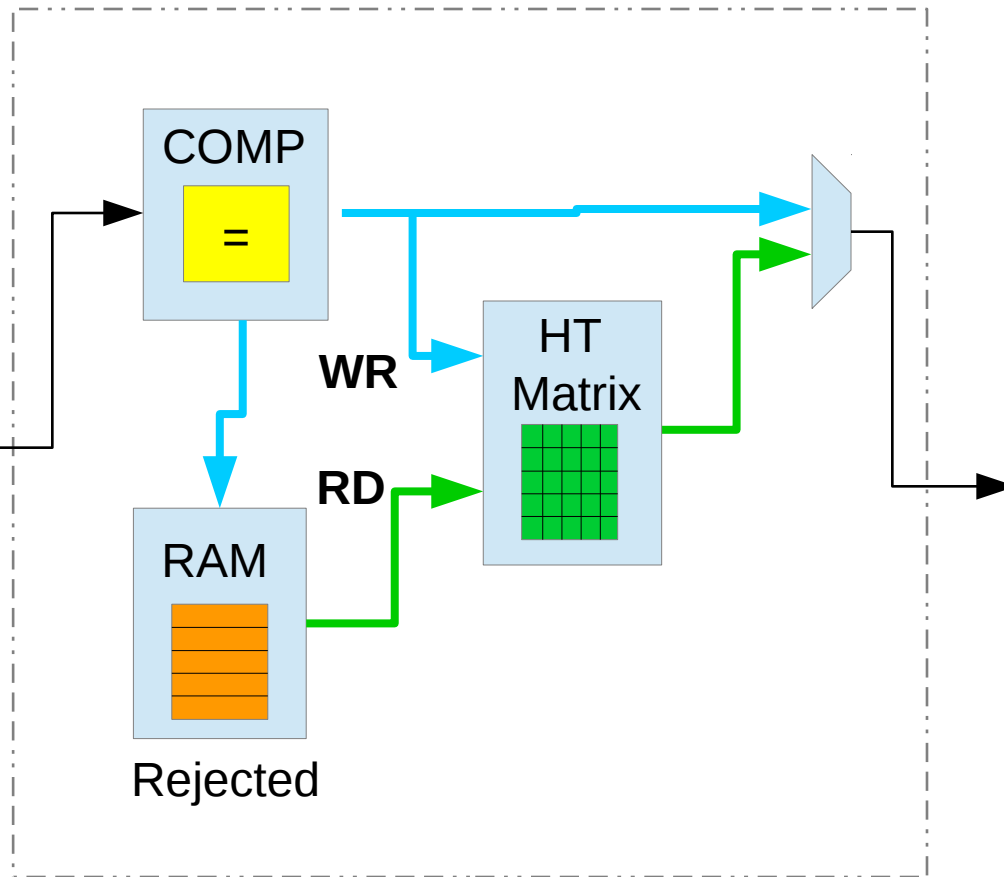 COMP
=
HT
Matrix
WR
RD
RAM
Rejected